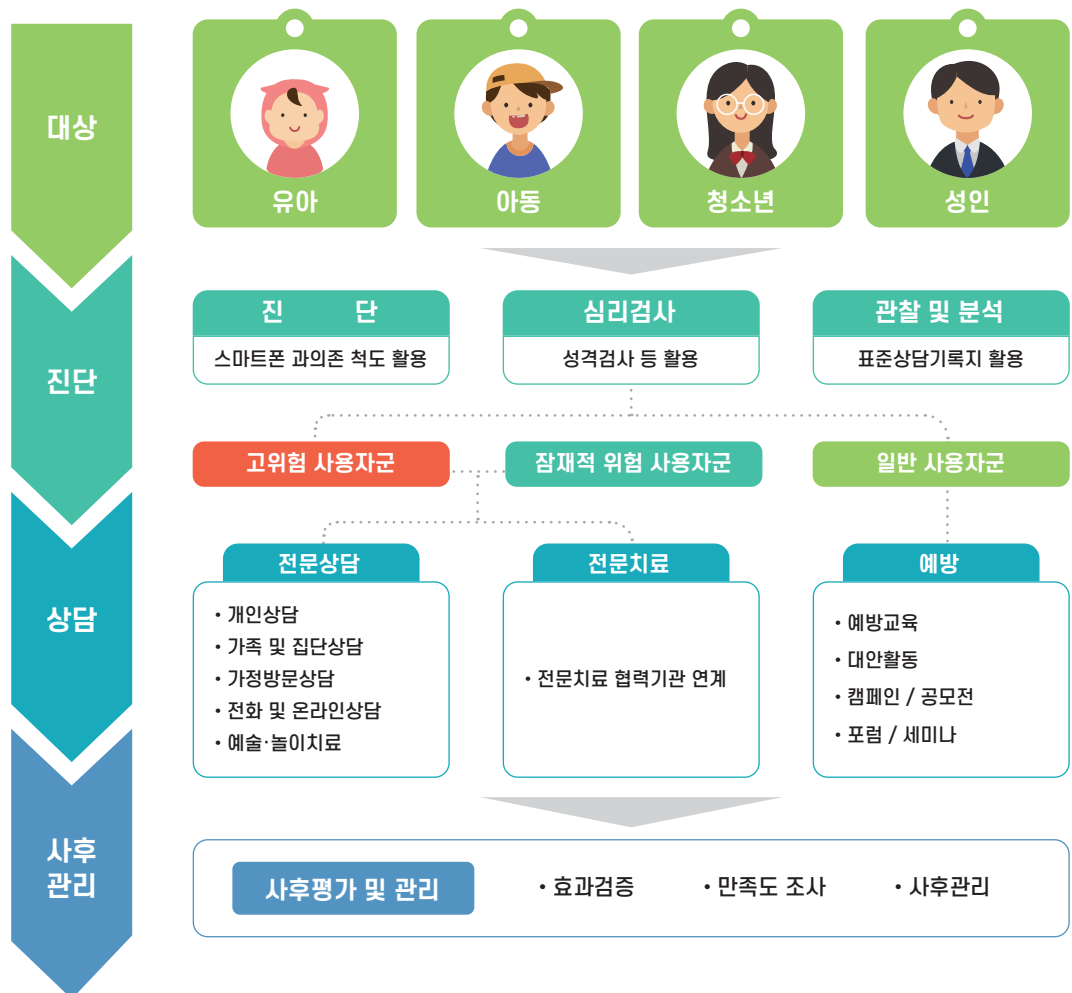 대상
유아
아동
청소년
성인
진단
진 단
스마트폰 과의존 척도 활용
심리검사
성격검사 등 활용
관찰 및 분석
표준상담기록지 활용
고위험 사용자군
잠재적 위험 사용자군
일반 사용자군
상담
전문상담
• 개인상담
• 가족 및 집단상담
• 가정방문상담
• 전화 및 온라인상담
• 예술·놀이치료
전문치료
• 전문치료 협력기관 연계
예방
• 예방교육
• 대안활동
• 캠페인 / 공모전
• 포럼 / 세미나
사후
관리
사후평가 및 관리
• 효과검증
• 만족도 조사
• 사후관리